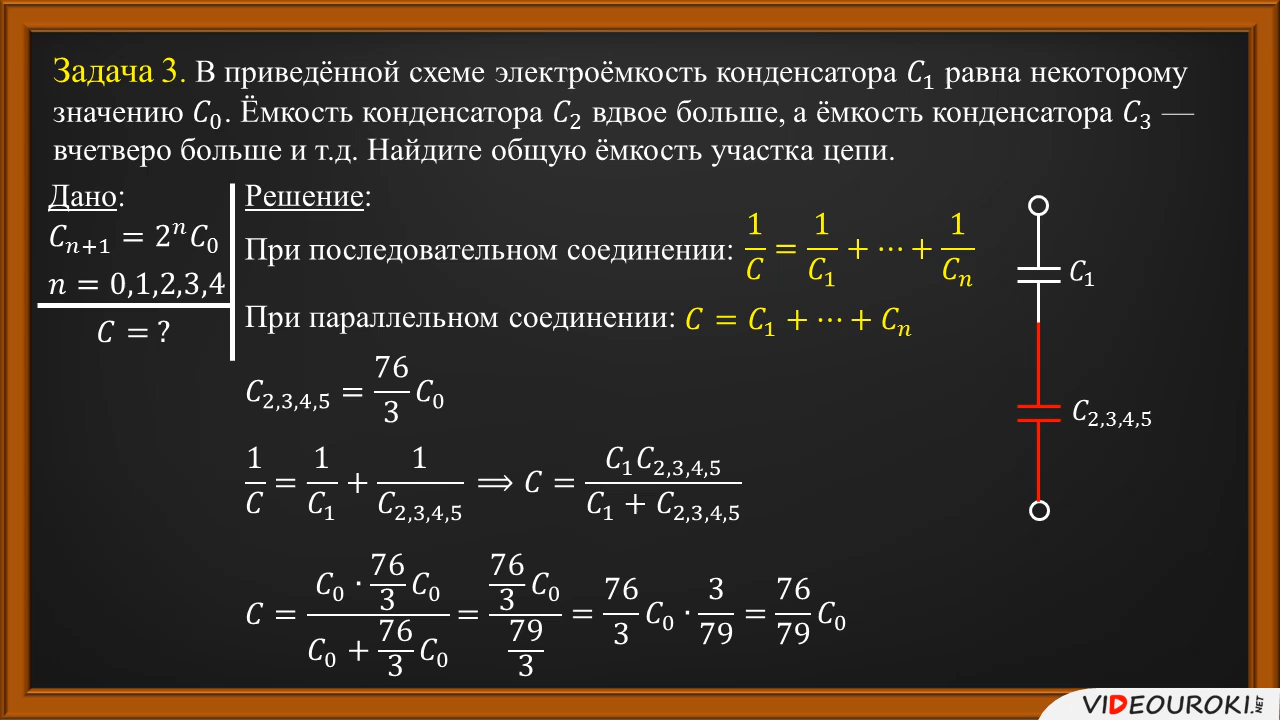 Задача 3. В приведённой схеме электроёмкость конденсатора C₁ равна некоторому
значению C₀. Ёмкость конденсатора C₂ вдвое больше, а ёмкость конденсатора C₃ —
вчетверо больше и т.д. Найдите общую ёмкость участка цепи.
Дано:
Cₙ₊₁ = 2ⁿC₀
n = 0,1,2,3,4
C = ?
Решение:
При последовательном соединении: 1/C = 1/C₁ + ⋯ + 1/Cₙ
При параллельном соединении: C = C₁ + ⋯ + Cₙ
C₂,₃,₄,₅ = 76/3 C₀
1/C = 1/C₁ + 1/C₂,₃,₄,₅ ⟹ C = C₁C₂,₃,₄,₅ / (C₁ + C₂,₃,₄,₅)
C = (C₀ · 76/3 C₀) / (C₀ + 76/3 C₀) = (76/3 C₀) / (79/3) = 76/3 C₀ · 3/79 = 76/79 C₀
C₁
C₂,₃,₄,₅
VIDEOUROKI.NET